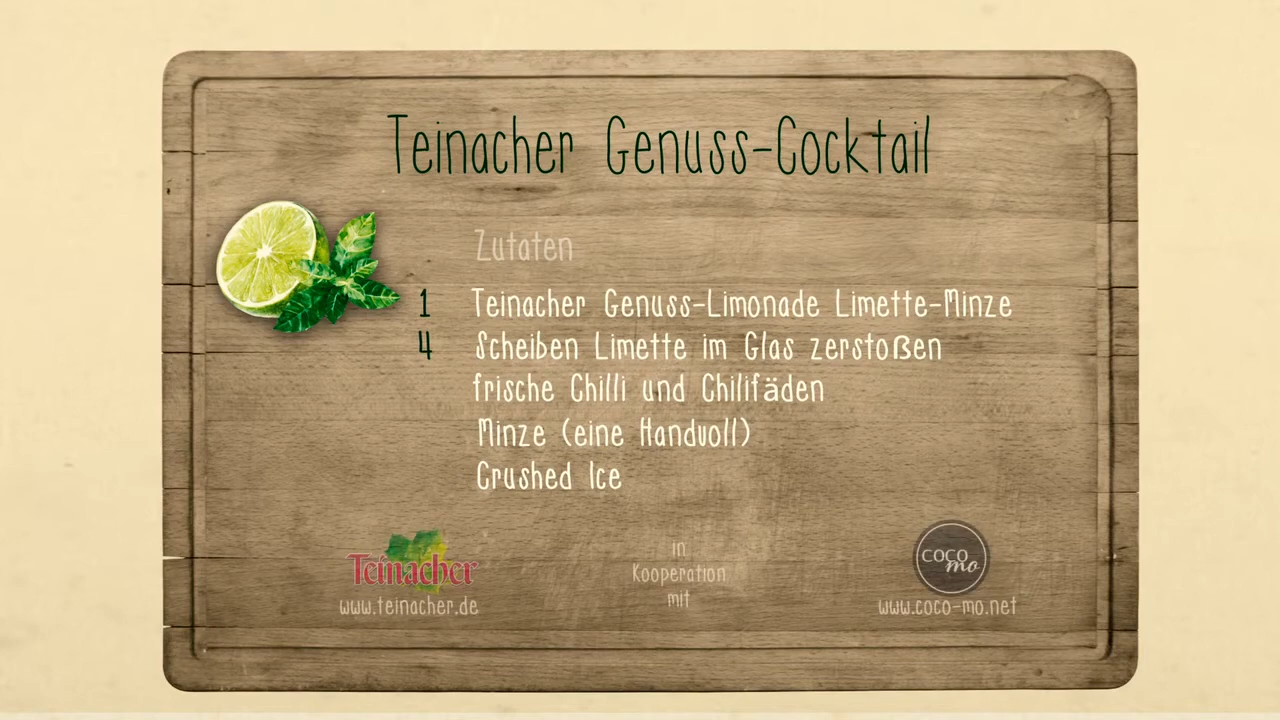 Teinacher Genuss-Cocktail
Zutaten
1 Teinacher Genuss-Limonade Limette-Minze
4 Scheiben Limette im Glas zerstoßen
frische Chilli und Chilifäden
Minze (eine Handvoll)
Crushed Ice
Teinacher
www.teinacher.de
in
Kooperation
mit
COCO
mo
www.coco-mo.net